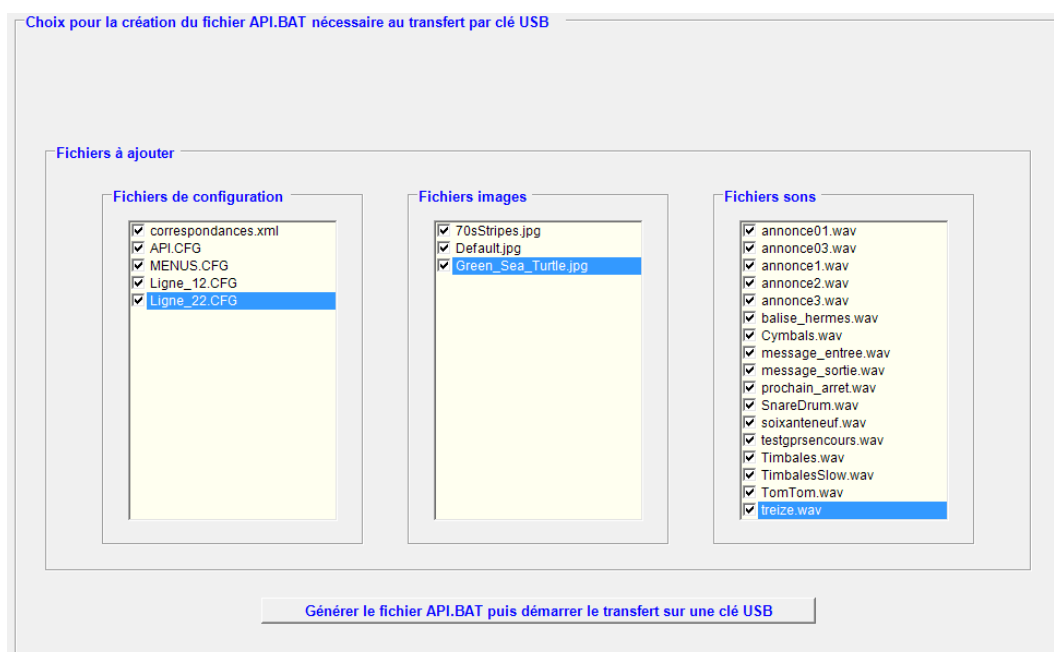 Choix pour la création du fichier API.BAT nécessaire au transfert par clé USB
Fichiers à ajouter
Fichiers de configuration
correspondances.xml
API.CFG
MENUS.CFG
Ligne_12.CFG
Ligne_22.CFG
Fichiers images
70sStripes.jpg
Default.jpg
Green_Sea_Turtle.jpg
Fichiers sons
annonce01.wav
annonce03.wav
annonce1.wav
annonce2.wav
annonce3.wav
balise_hermes.wav
Cymbals.wav
message_entree.wav
message_sortie.wav
prochain_arret.wav
SnareDrum.wav
soixanteneuf.wav
testgprsencours.wav
Timbales.wav
TimbalesSlow.wav
TomTom.wav
treize.wav
Générer le fichier API.BAT puis démarrer le transfert sur une clé USB